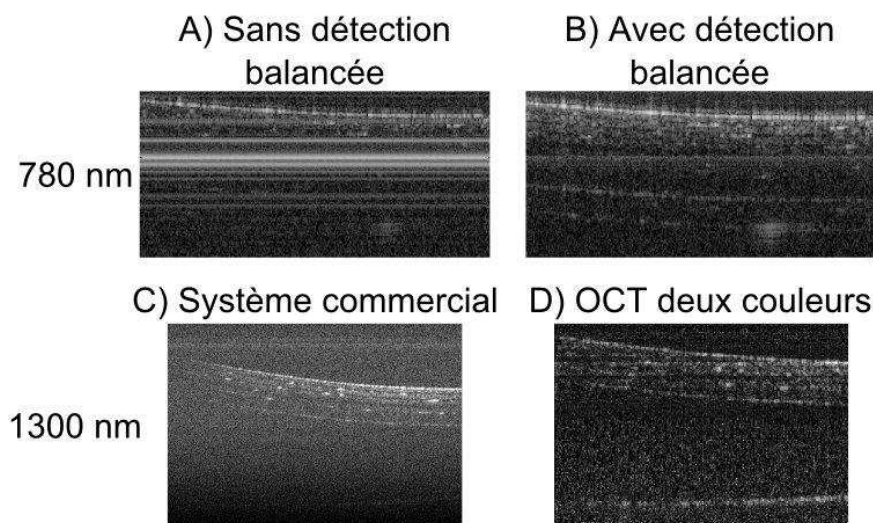 A) Sans détection
balancée
B) Avec détection
balancée
780 nm
C) Système commercial
D) OCT deux couleurs
1300 nm